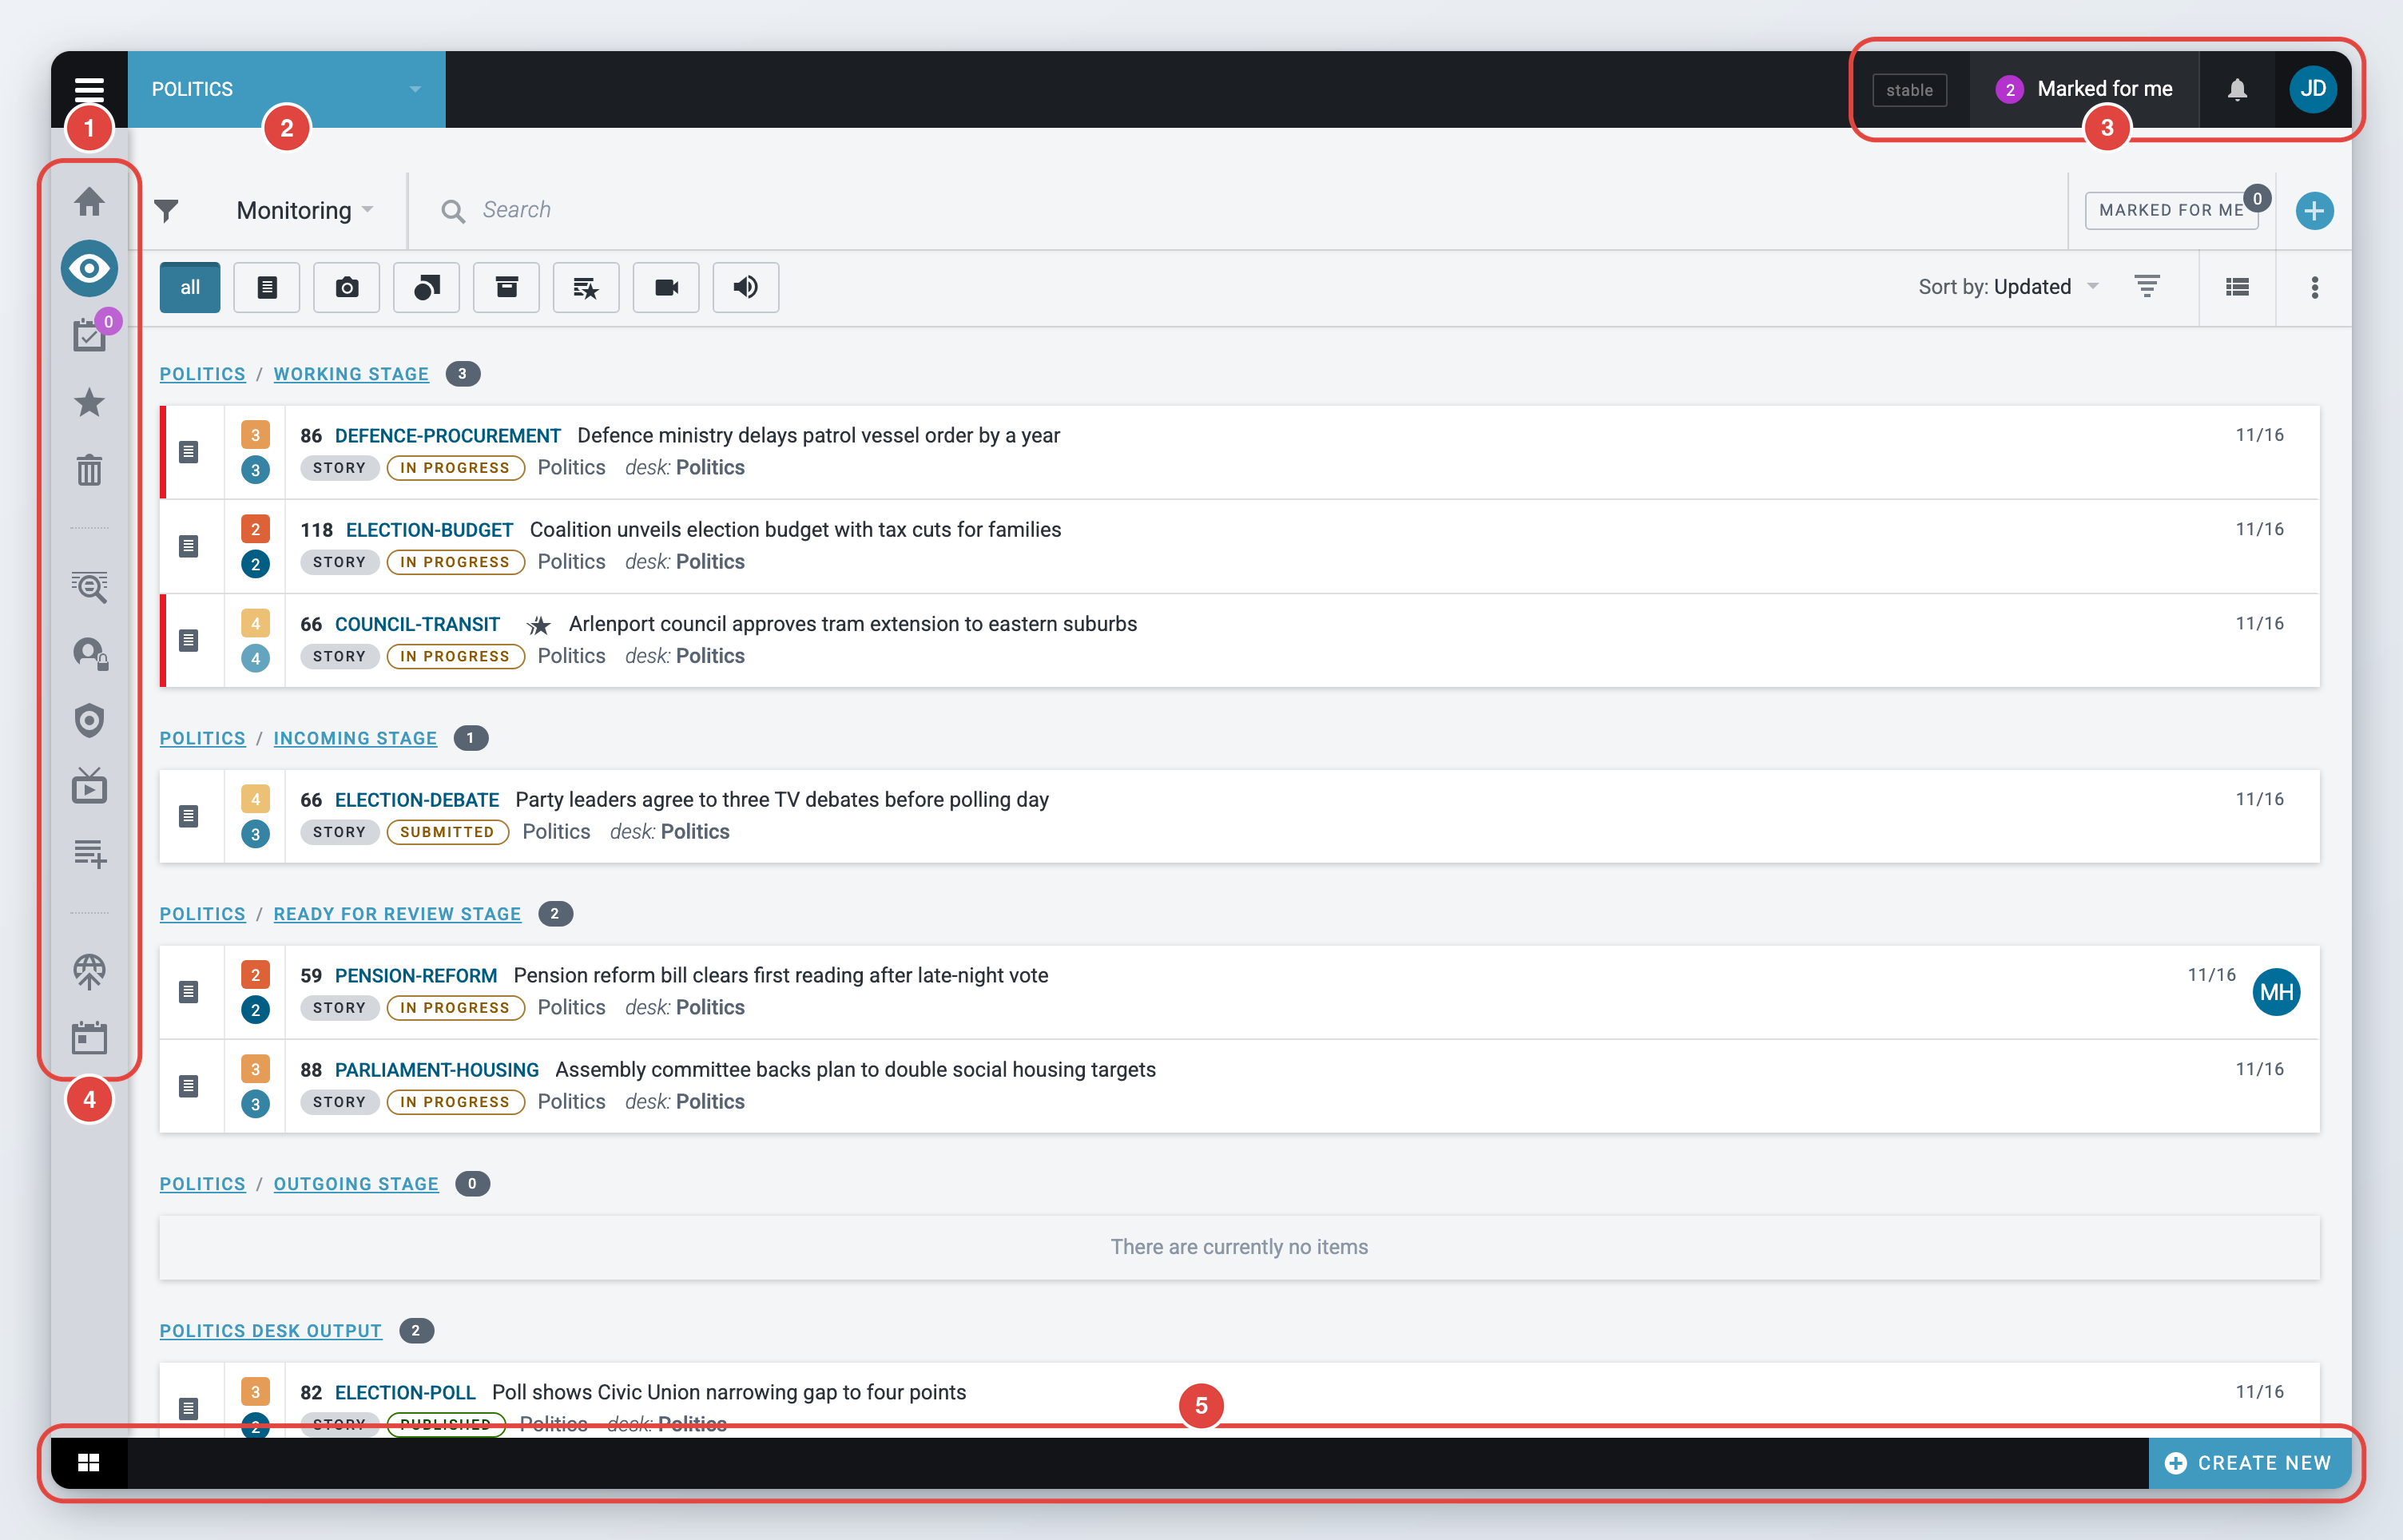 POLITICS
stable
2 Marked for me
JD
1
2
3
Monitoring
Search
MARKED FOR ME 0
all
Sort by: Updated
0
POLITICS / WORKING STAGE 3
3 86 DEFENCE-PROCUREMENT Defence ministry delays patrol vessel order by a year 11/16
3 STORY IN PROGRESS Politics desk: Politics
2 118 ELECTION-BUDGET Coalition unveils election budget with tax cuts for families 11/16
2 STORY IN PROGRESS Politics desk: Politics
4 66 COUNCIL-TRANSIT Arlenport council approves tram extension to eastern suburbs 11/16
4 STORY IN PROGRESS Politics desk: Politics
POLITICS / INCOMING STAGE 1
4 66 ELECTION-DEBATE Party leaders agree to three TV debates before polling day 11/16
3 STORY SUBMITTED Politics desk: Politics
POLITICS / READY FOR REVIEW STAGE 2
2 59 PENSION-REFORM Pension reform bill clears first reading after late-night vote 11/16 MH
2 STORY IN PROGRESS Politics desk: Politics
3 88 PARLIAMENT-HOUSING Assembly committee backs plan to double social housing targets 11/16
3 STORY IN PROGRESS Politics desk: Politics
4
POLITICS / OUTGOING STAGE 0
There are currently no items
POLITICS DESK OUTPUT 2
3 82 ELECTION-POLL Poll shows Civic Union narrowing gap to four points 11/16
5
2 STORY PUBLISHED Politics desk: Politics
CREATE NEW